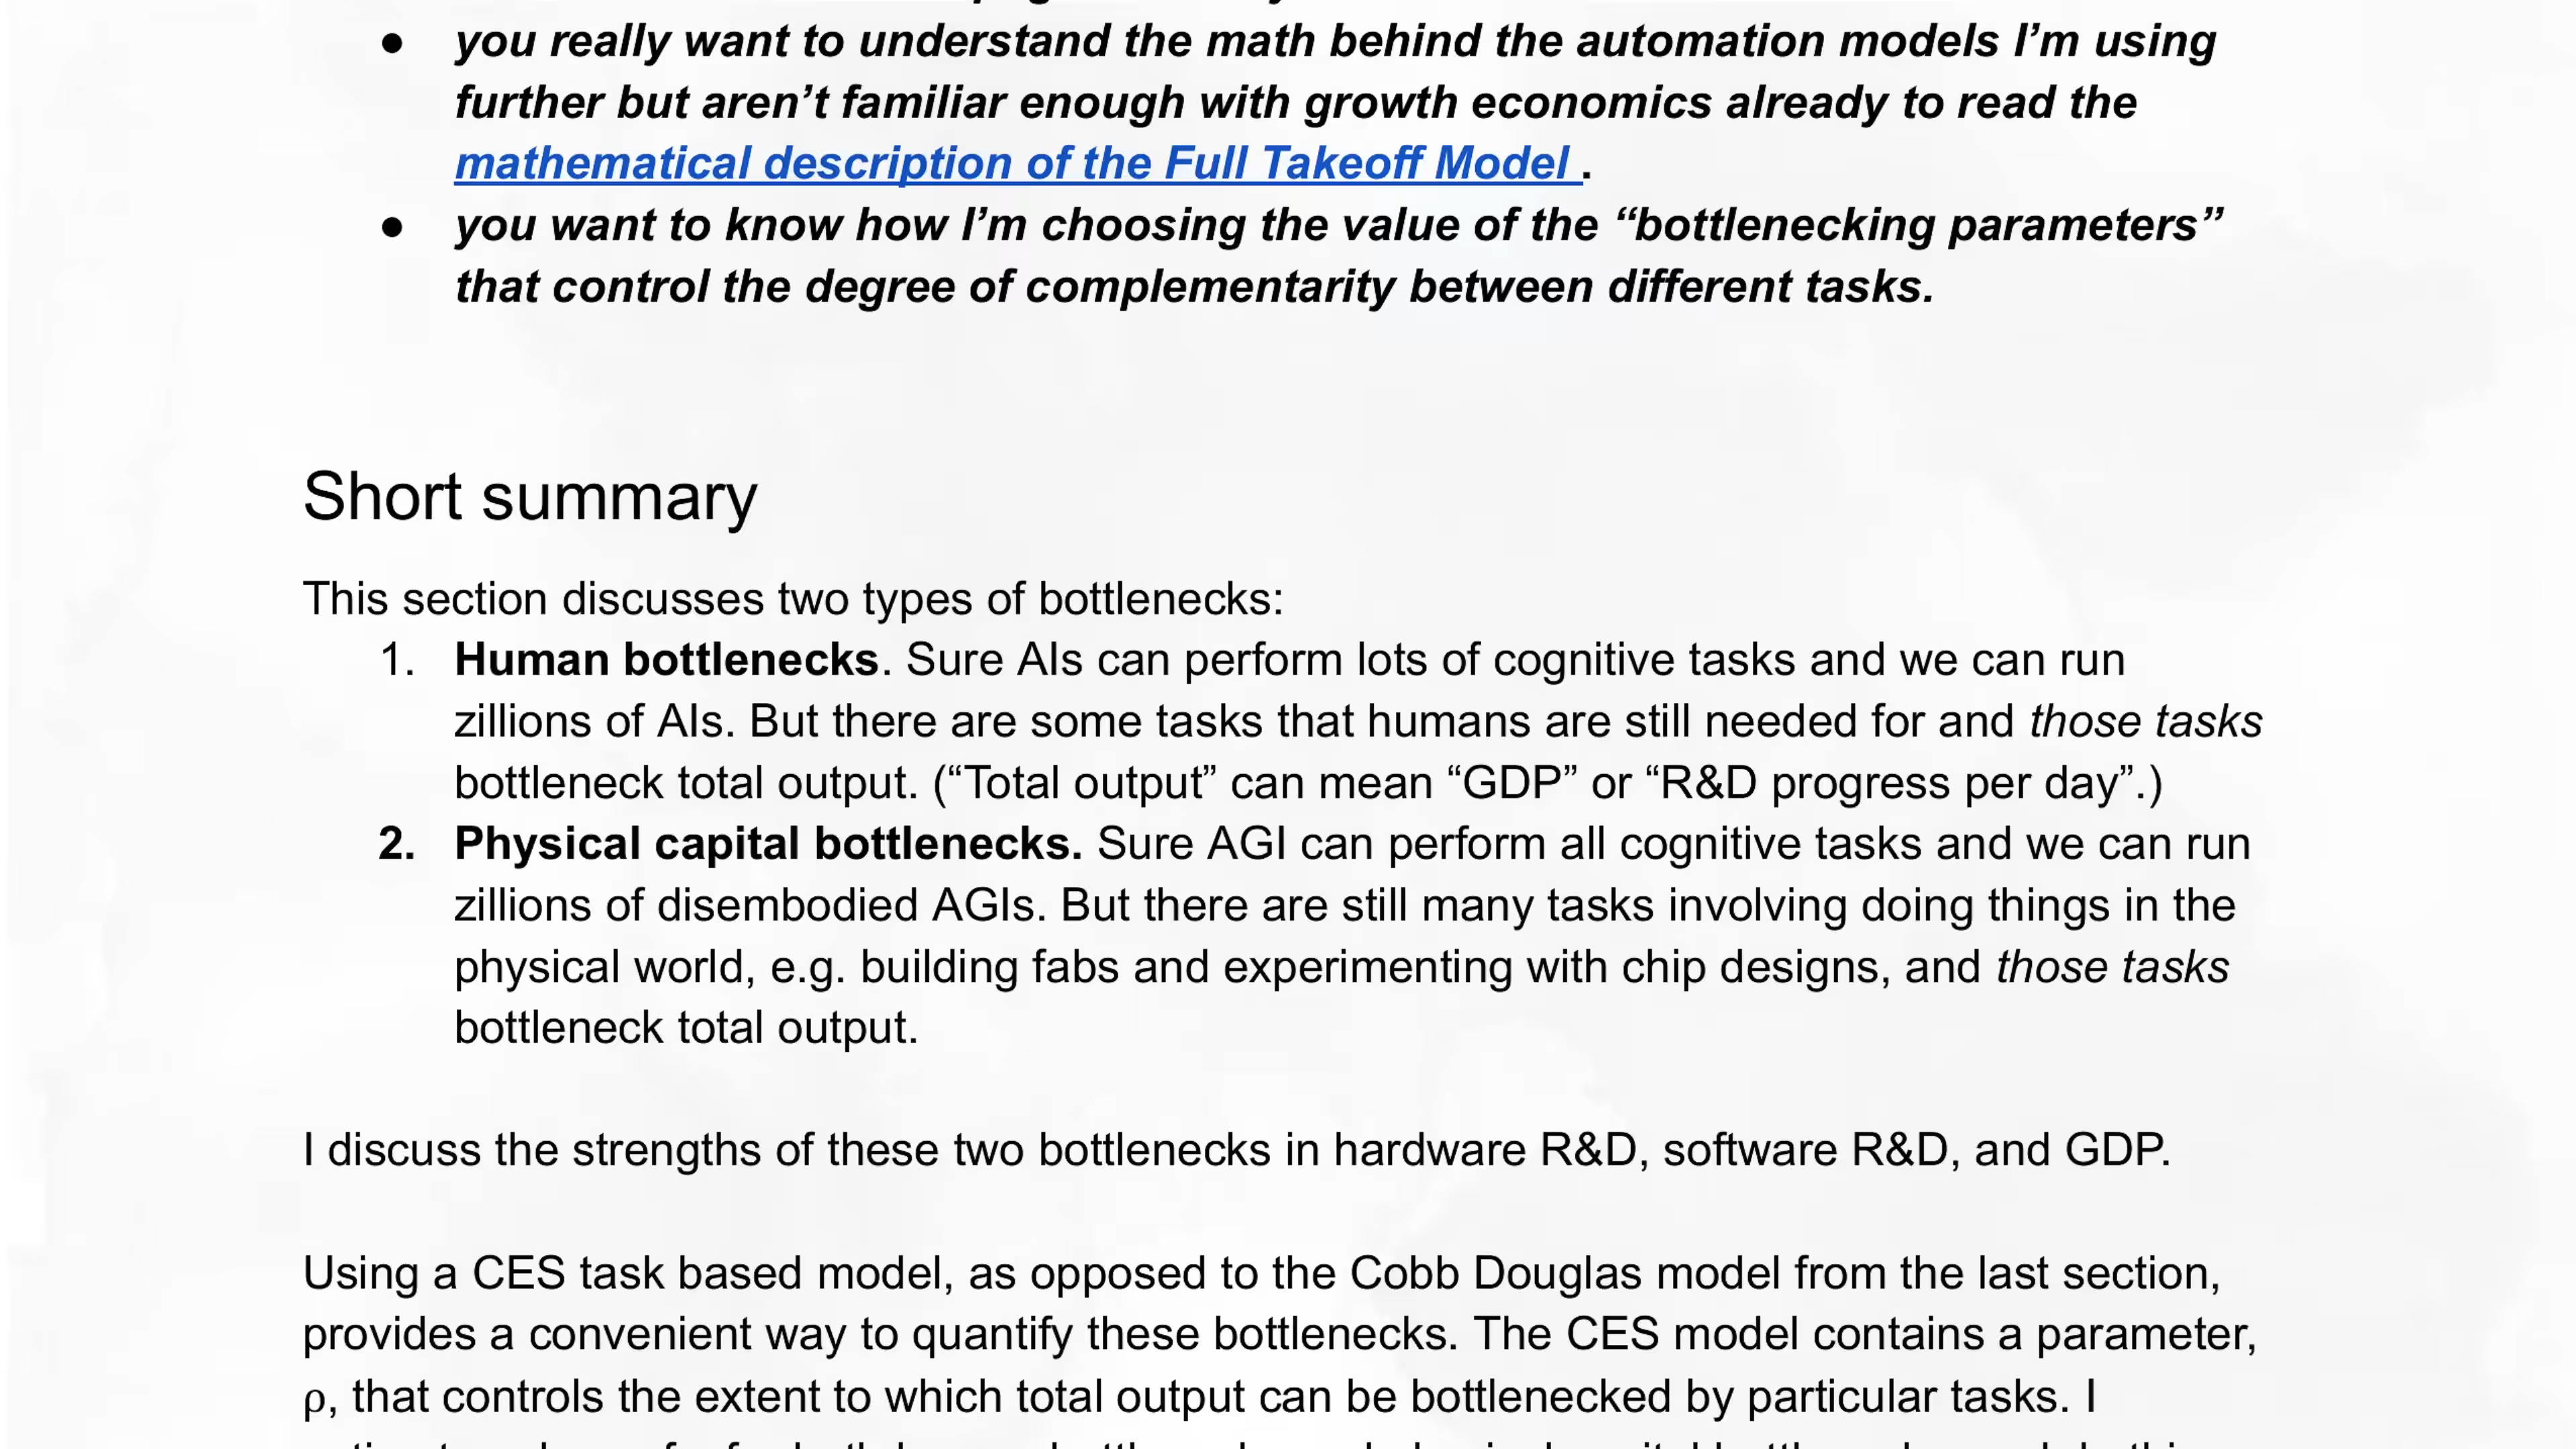 ● you really want to understand the math behind the automation models I’m using
further but aren’t familiar enough with growth economics already to read the
mathematical description of the Full Takeoff Model .
● you want to know how I’m choosing the value of the “bottlenecking parameters”
that control the degree of complementarity between different tasks.
Short summary
This section discusses two types of bottlenecks:
1. Human bottlenecks. Sure AIs can perform lots of cognitive tasks and we can run
zillions of AIs. But there are some tasks that humans are still needed for and those tasks
bottleneck total output. (“Total output” can mean “GDP” or “R&D progress per day”.)
2. Physical capital bottlenecks. Sure AGI can perform all cognitive tasks and we can run
zillions of disembodied AGIs. But there are still many tasks involving doing things in the
physical world, e.g. building fabs and experimenting with chip designs, and those tasks
bottleneck total output.
I discuss the strengths of these two bottlenecks in hardware R&D, software R&D, and GDP.
Using a CES task based model, as opposed to the Cobb Douglas model from the last section,
provides a convenient way to quantify these bottlenecks. The CES model contains a parameter,
ρ, that controls the extent to which total output can be bottlenecked by particular tasks. I